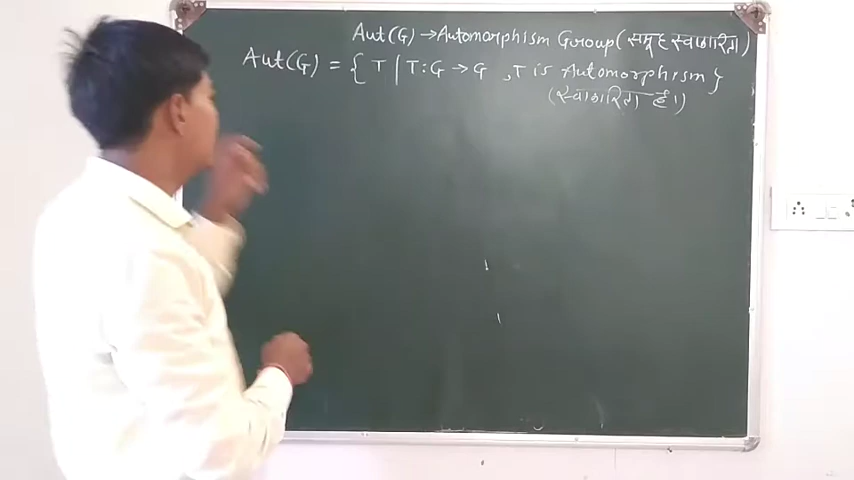 Aut(G) → Automorphism Group (समूह स्वाकारिता)
Aut(G) = { T | T : G → G , T is Automorphism }
(स्वाकारिता है।)